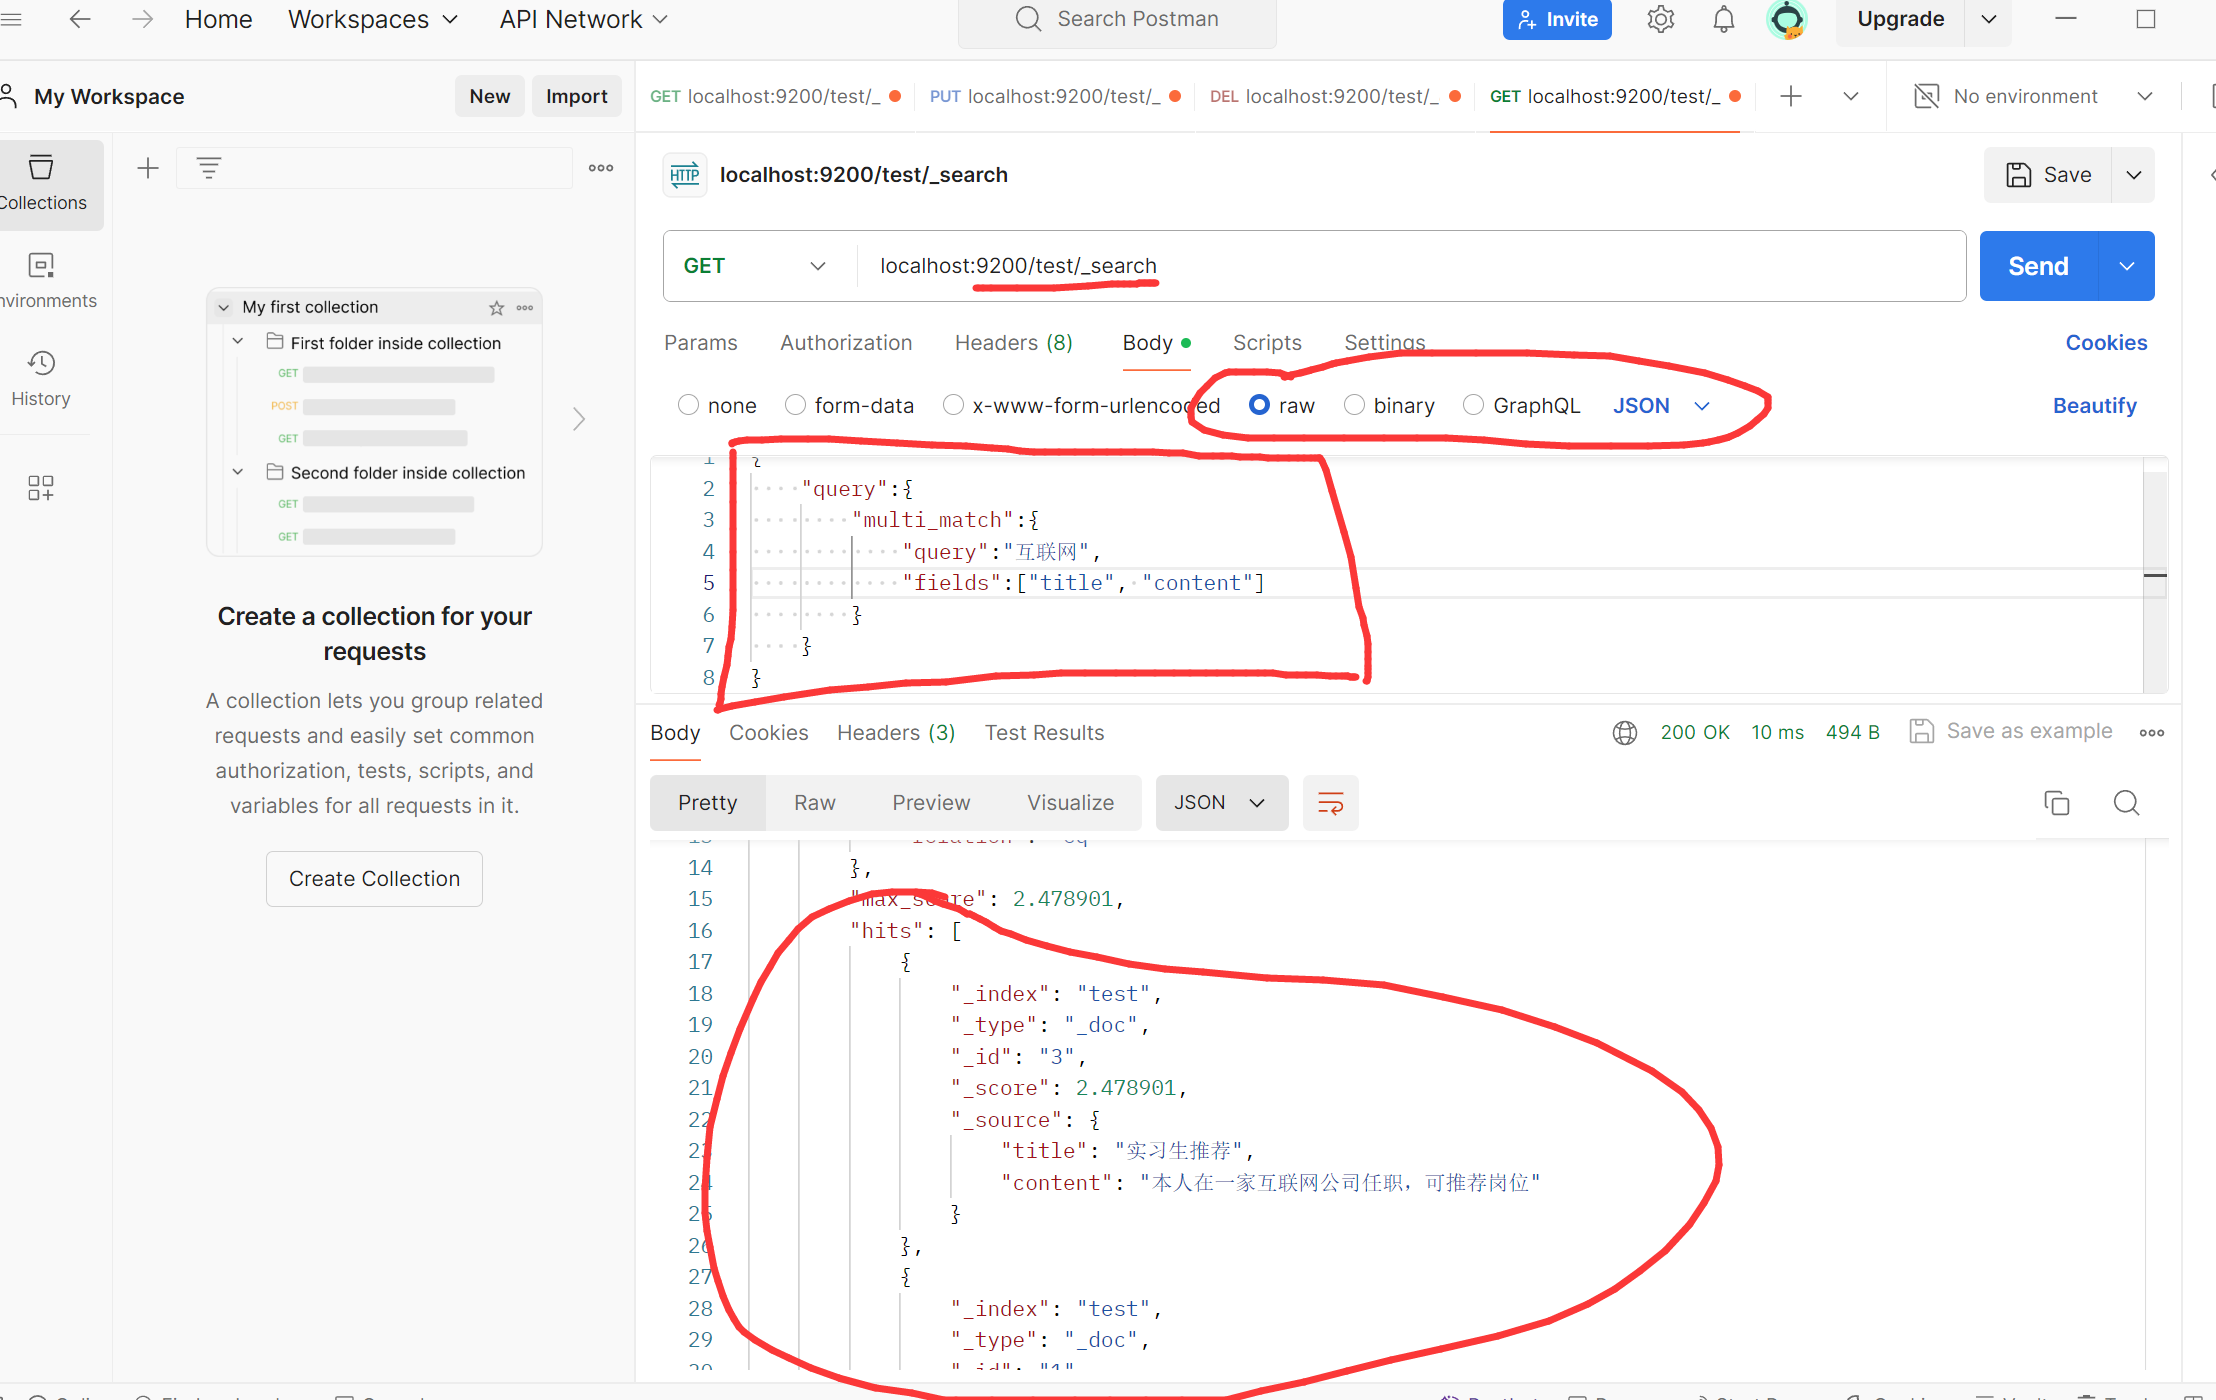 Home Workspaces API Network Search Postman Invite Upgrade
My Workspace New Import
GET localhost:9200/test/_ PUT localhost:9200/test/_ DEL localhost:9200/test/_ GET localhost:9200/test/_ No environment
Collections
History
My first collection
First folder inside collection
GET
POST
GET
Second folder inside collection
GET
GET
Create a collection for your
requests
A collection lets you group related
requests and easily set common
authorization, tests, scripts, and
variables for all requests in it.
Create Collection
HTTP localhost:9200/test/_search Save
GET localhost:9200/test/_search Send
Params Authorization Headers (8) Body Scripts Settings Cookies
none form-data x-www-form-urlencoded raw binary GraphQL JSON Beautify
1 {
2 "query":{
3 "multi_match":{
4 "query":"互联网",
5 "fields":["title", "content"]
6 }
7 }
8 }
Body Cookies Headers (3) Test Results 200 OK 10 ms 494 B Save as example
Pretty Raw Preview Visualize JSON
14 },
15 "max_score": 2.478901,
16 "hits": [
17 {
18 "_index": "test",
19 "_type": "_doc",
20 "_id": "3",
21 "_score": 2.478901,
22 "_source": {
23 "title": "实习生推荐",
24 "content": "本人在一家互联网公司任职，可推荐岗位"
25 }
26 },
27 {
28 "_index": "test",
29 "_type": "_doc",